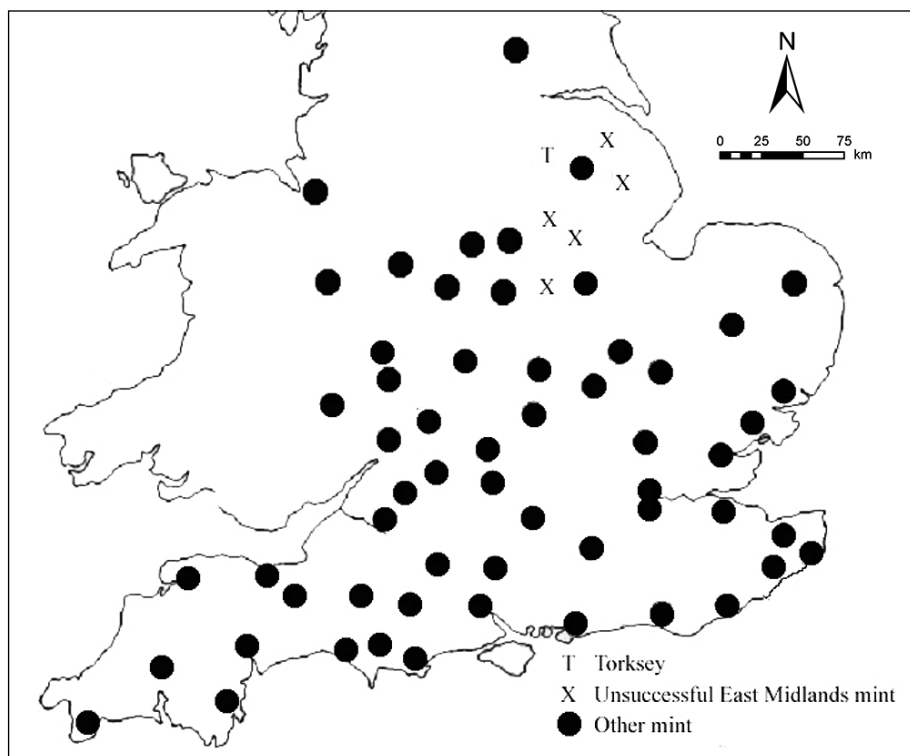 N
0 25 50 75
km
X
T
X
X
X
X
T Torksey
X Unsuccessful East Midlands mint
Other mint